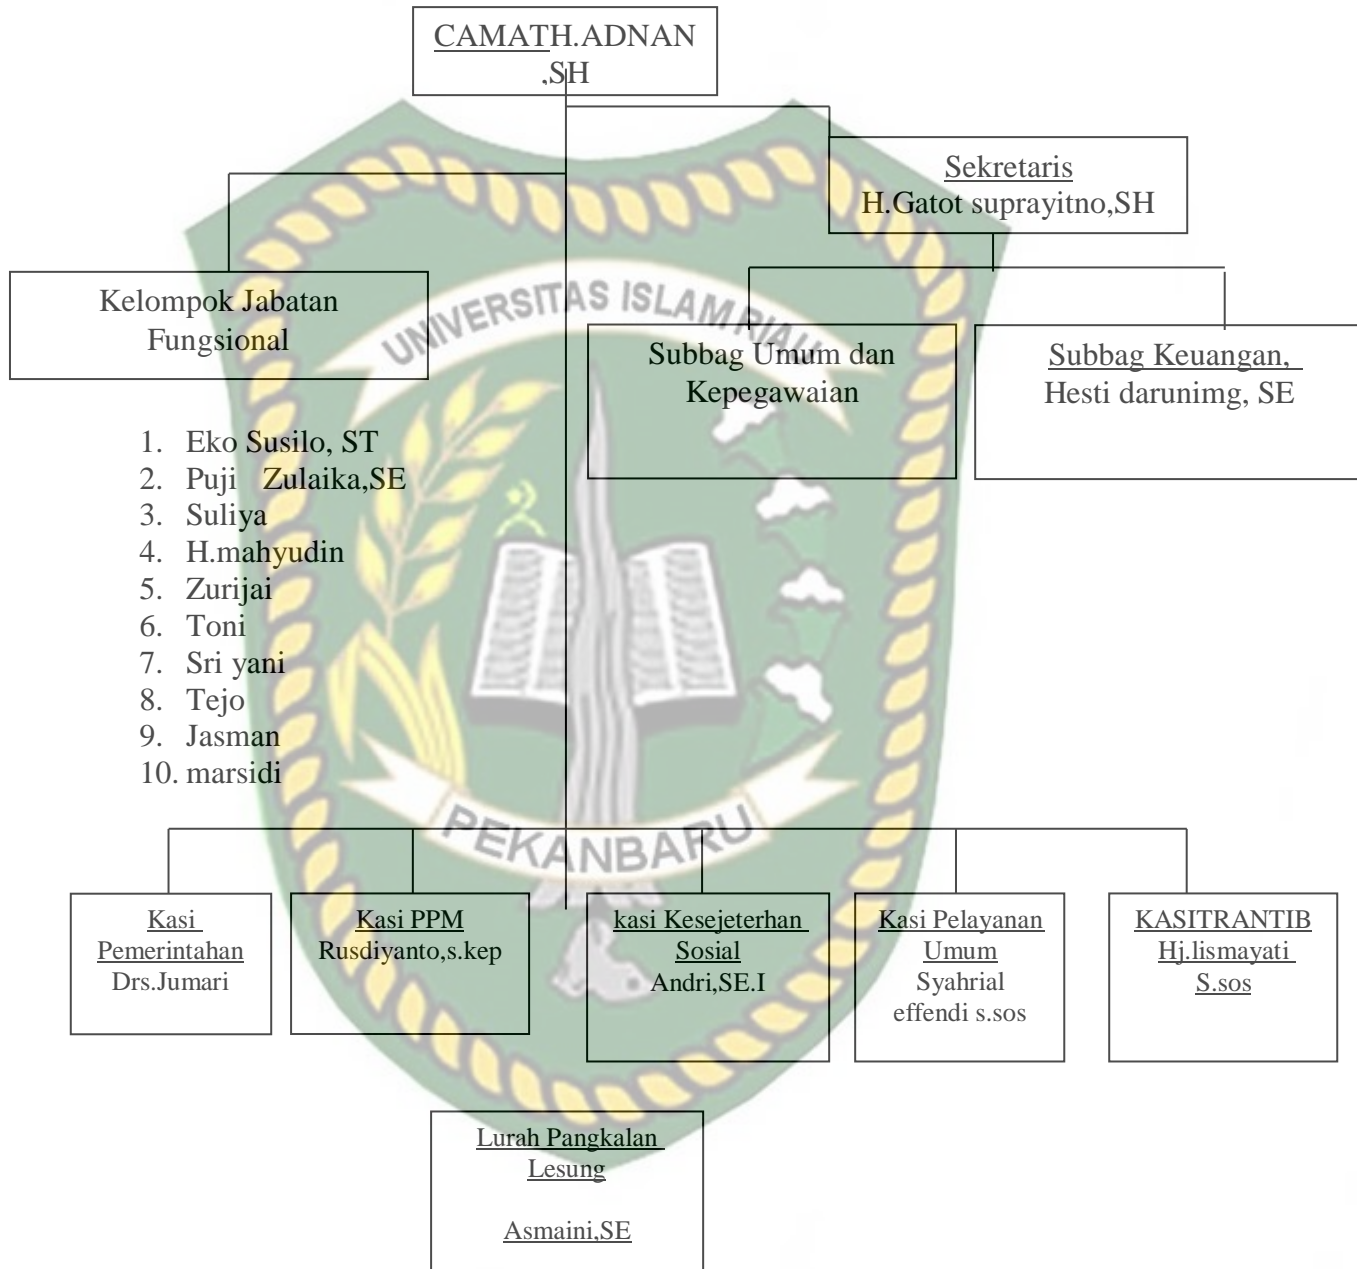 CAMATH.ADNAN
,SH
Sekretaris
H.Gatot suprayitno,SH
Kelompok Jabatan
Fungsional
UNIVERSITAS ISLAM RIAU
Subbag Umum dan
Kepegawaian
Subbag Keuangan,
Hesti darunimg, SE
1. Eko Susilo, ST
2. Puji Zulaika,SE
3. Suliya
4. H.mahyudin
5. Zurijai
6. Toni
7. Sri yani
8. Tejo
9. Jasman
10. marsidi
PEKANBARU
Kasi
Pemerintahan
Drs.Jumari
Kasi PPM
Rusdiyanto,s.kep
kasi Kesejeterhan
Sosial
Andri,SE.I
Kasi Pelayanan
Umum
Syahrial
effendi s.sos
KASITRANTIB
Hj.lismayati
S.sos
Lurah Pangkalan
Lesung
Asmaini,SE